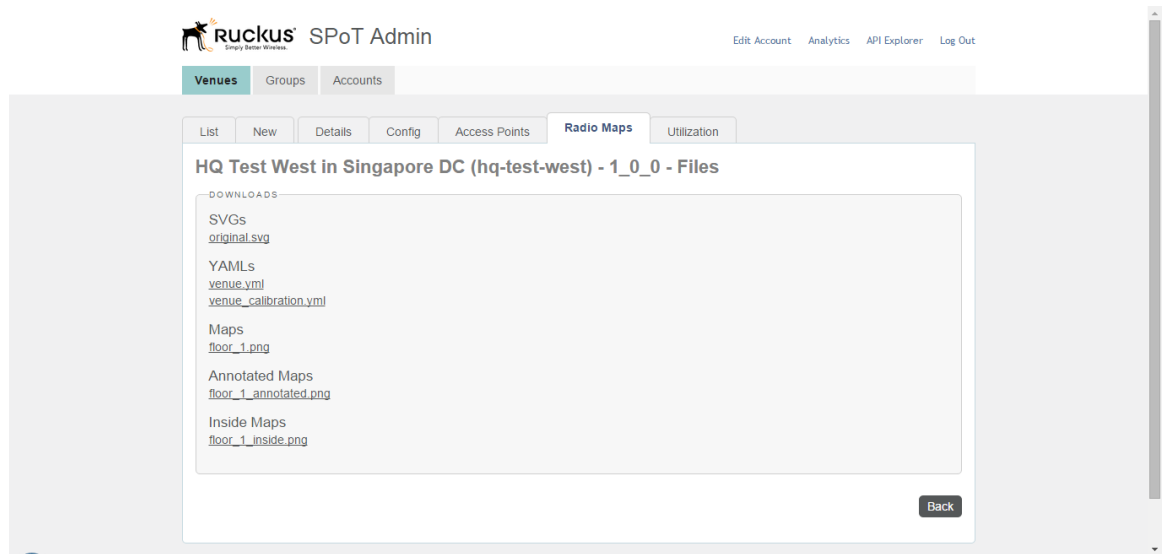 Ruckus
Simply Better Wireless.
SPoT Admin
Edit Account Analytics API Explorer Log Out
Venues Groups Accounts
List New Details Config Access Points Radio Maps Utilization
HQ Test West in Singapore DC (hq-test-west) - 1_0_0 - Files
DOWNLOADS
SVGs
original.svg
YAMLs
venue.yml
venue_calibration.yml
Maps
floor_1.png
Annotated Maps
floor_1_annotated.png
Inside Maps
floor_1_inside.png
Back